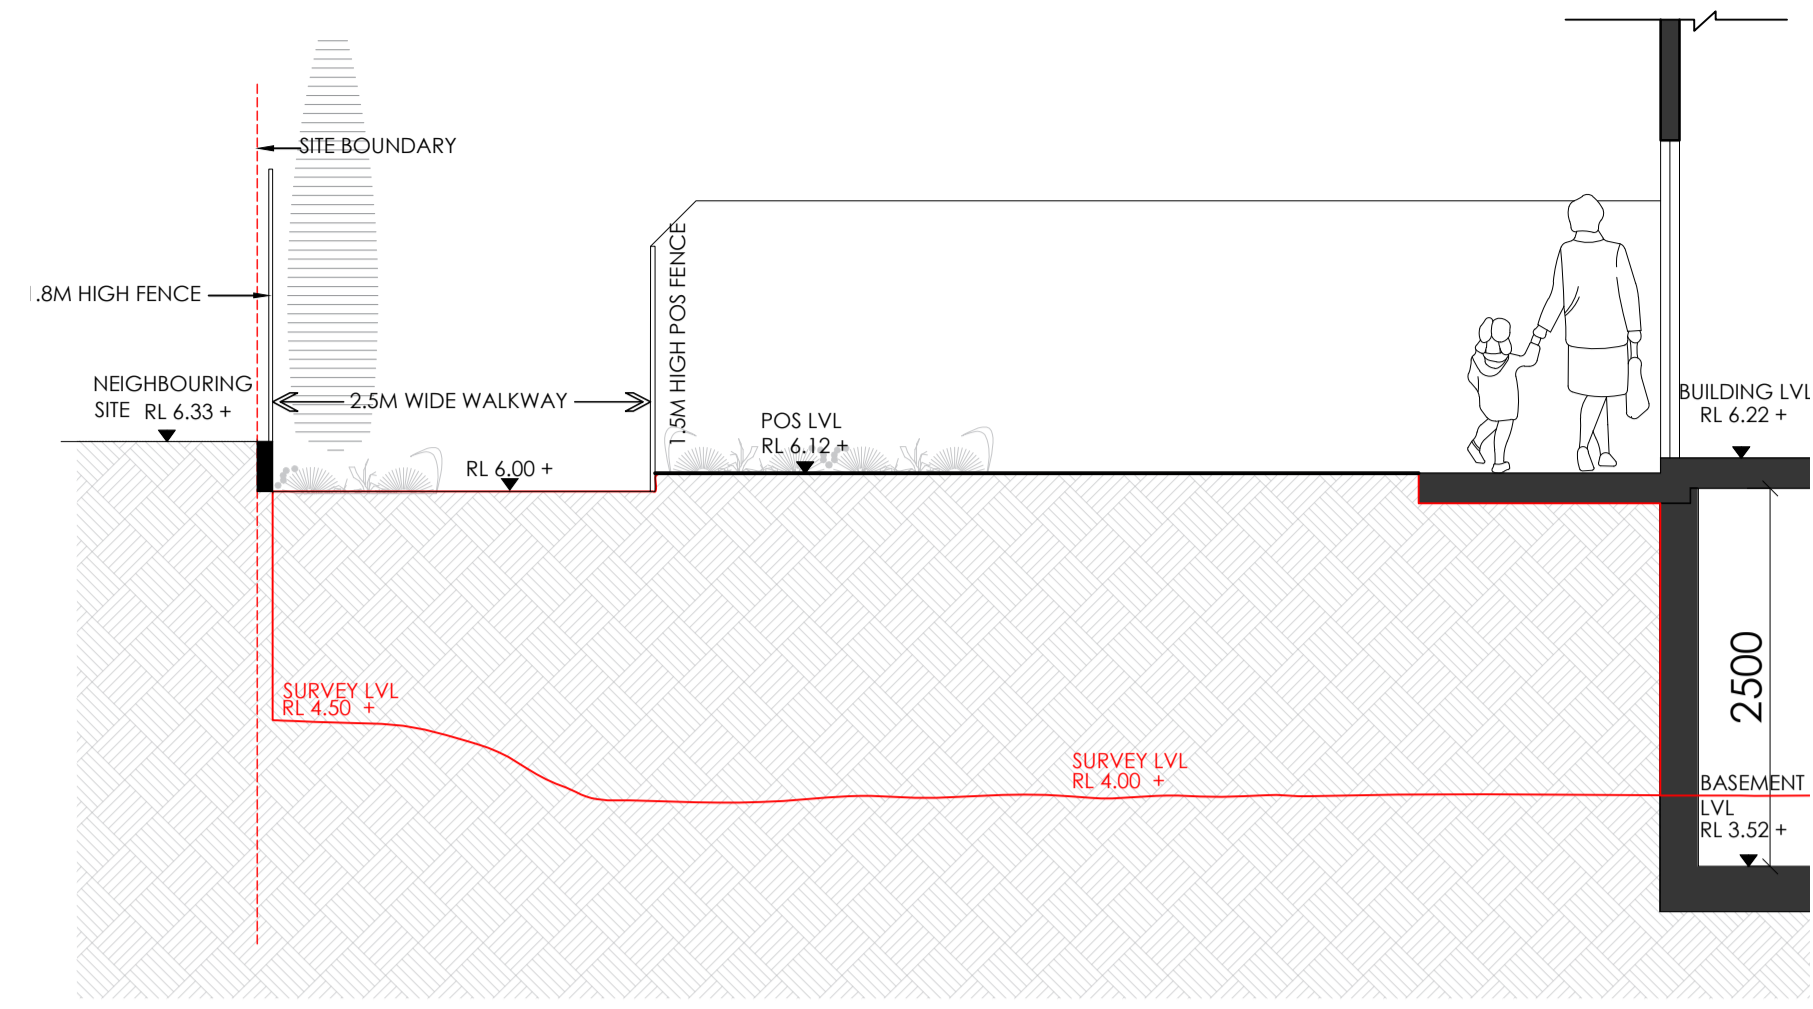 SITE BOUNDARY
.8M HIGH FENCE
NEIGHBOURING
SITE RL 6.33 +
2.5M WIDE WALKWAY
RL 6.00 +
1.5M HIGH POS FENCE
POS LVL
RL 6.12 +
BUILDING LVL
RL 6.22 +
SURVEY LVL
RL 4.50 +
SURVEY LVL
RL 4.00 +
2500
BASEMENT
LVL
RL 3.52 +